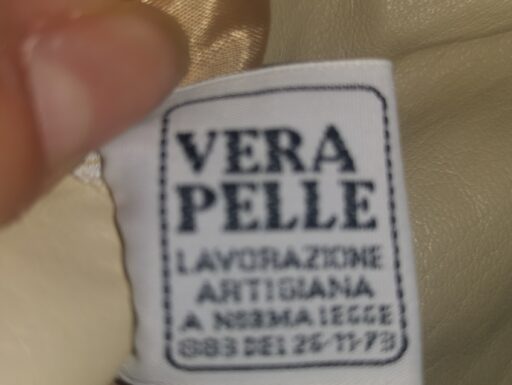 VERA
PELLE
LAVORAZIONE
ARTIGIANA
A NORMA LEGGE
883 DEL 26-11-73